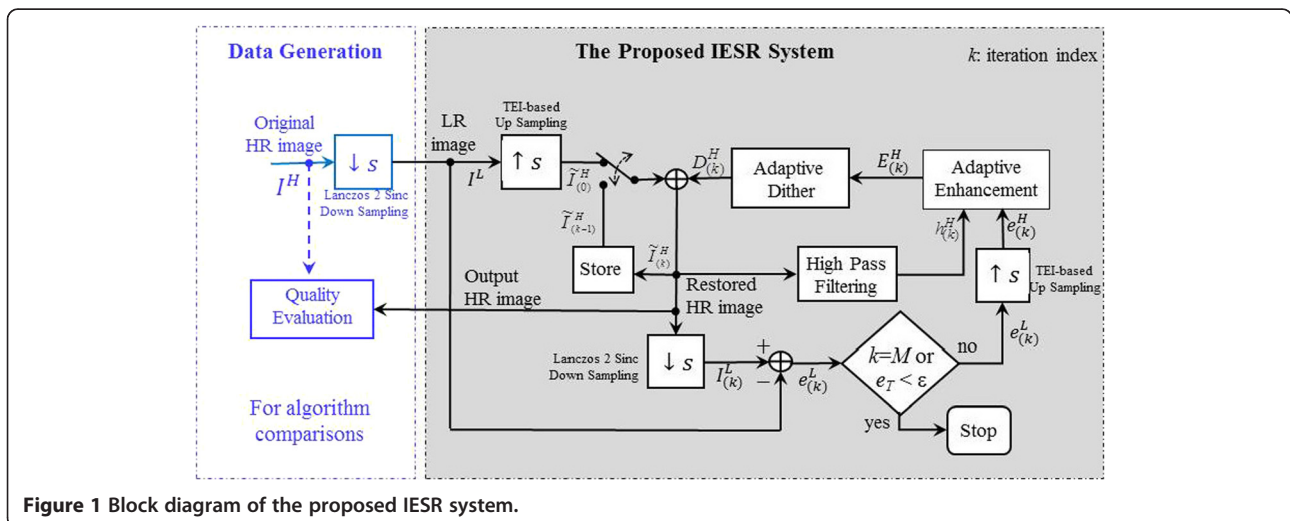 Data Generation
The Proposed IESR System
k: iteration index
Original
HR image
I^H
↓ s
Lanczos 2 Sinc
Down Sampling
LR
image
I^L
TEI-based
Up Sampling
↑ s
Ĩ^H_(0)
Ĩ^H_(k−1)
D^H_(k)
Adaptive
Dither
E^H_(k)
Adaptive
Enhancement
h^H_(k)
e^H_(k)
Store
Ĩ^H_(k)
High Pass
Filtering
↑ s
TEI-based
Up Sampling
Output
HR image
Restored
HR image
Quality
Evaluation
Lanczos 2 Sinc
Down Sampling
↓ s
I^L_(k)
+
−
e^L_(k)
k=M or
e_T < ε
no
e^L_(k)
yes
Stop
For algorithm
comparisons
Figure 1 Block diagram of the proposed IESR system.